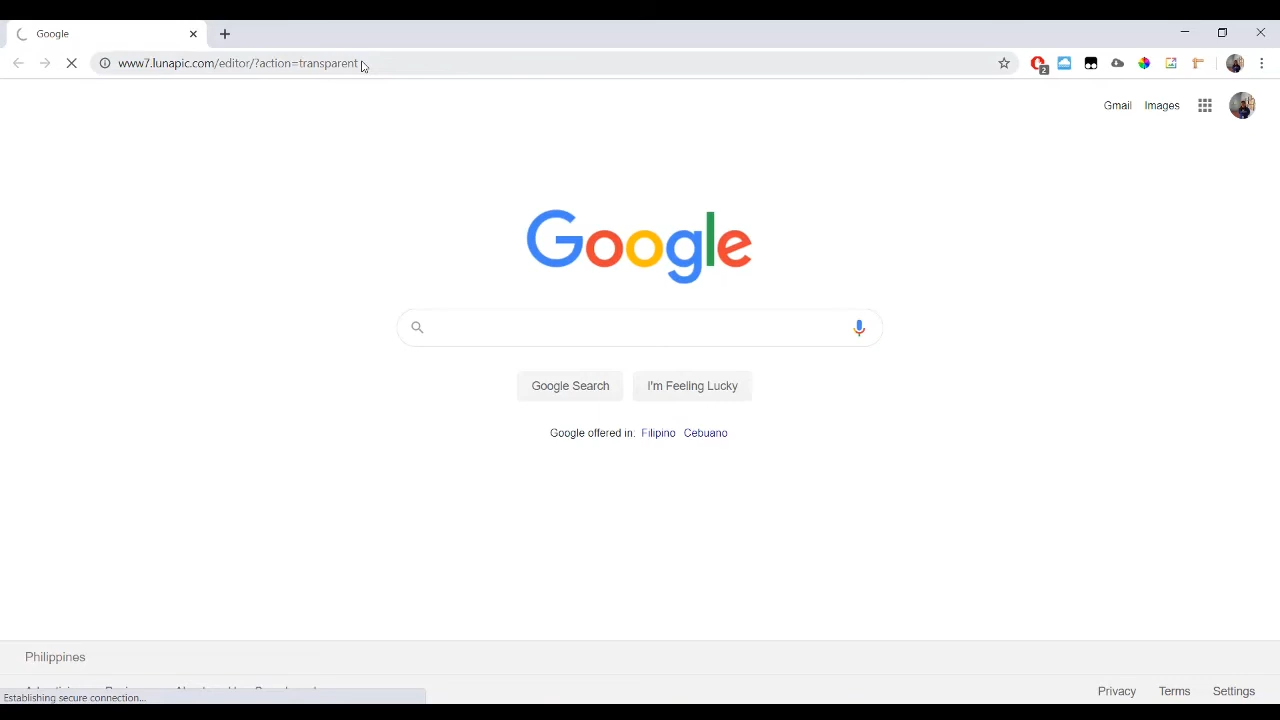 Google
www7.lunapic.com/editor/?action=transparent
2
Gmail Images
Google
Google Search I'm Feeling Lucky
Google offered in: Filipino Cebuano
Philippines
Establishing secure connection...
Privacy Terms Settings